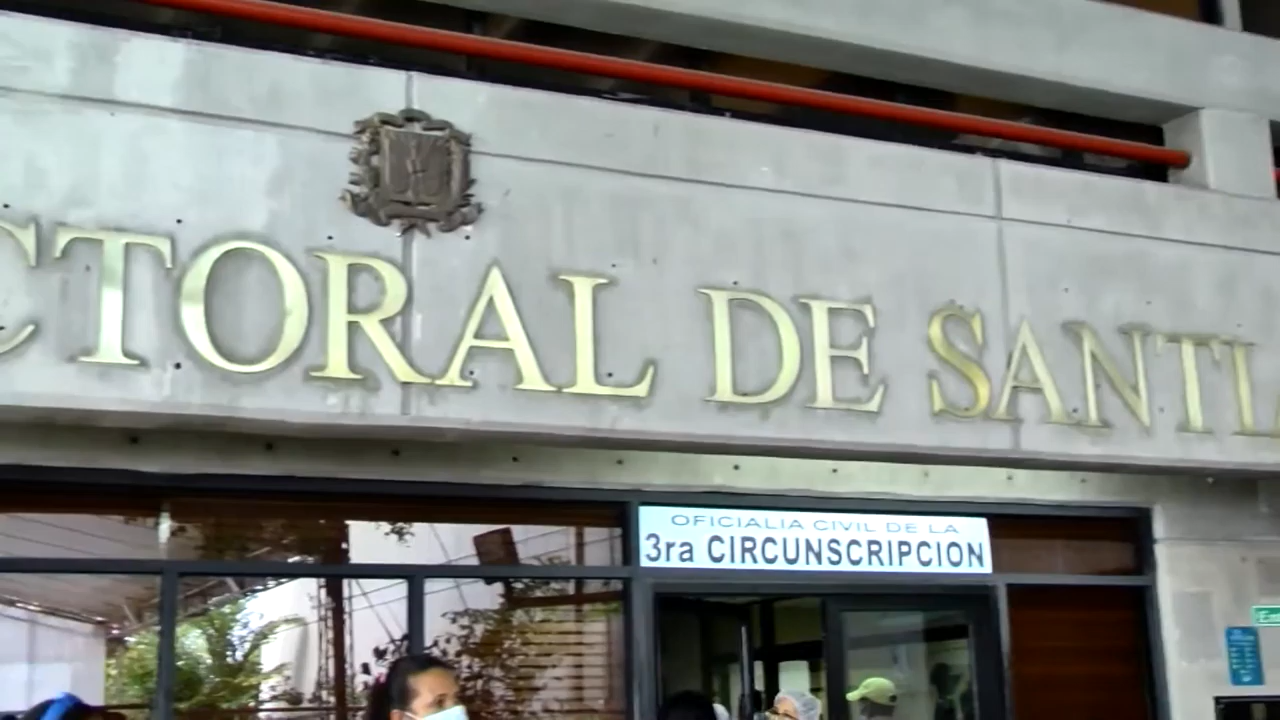 CTORAL DE SANTI
OFICIALIA CIVIL DE LA
3ra CIRCUNSCRIPCION